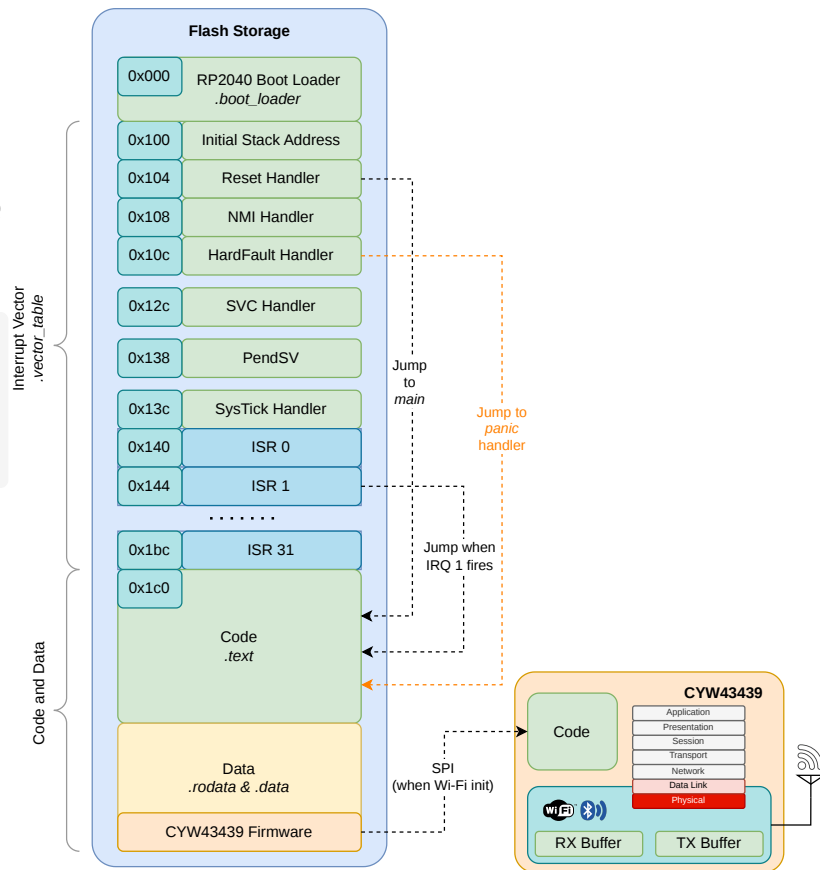 Flash Storage
0x000
RP2040 Boot Loader
.boot_loader
0x100
Initial Stack Address
0x104
Reset Handler
0x108
NMI Handler
0x10c
HardFault Handler
0x12c
SVC Handler
0x138
PendSV
0x13c
SysTick Handler
0x140
ISR 0
0x144
ISR 1
.......
0x1bc
ISR 31
0x1c0
Code
.text
Data
.rodata & .data
CYW43439 Firmware
Interrupt Vector
.vector_table
Code and Data
Jump
to
main
Jump to
panic
handler
Jump when
IRQ 1 fires
SPI
(when Wi-Fi init)
CYW43439
Code
Application
Presentation
Session
Transport
Network
Data Link
Physical
Wi Fi
RX Buffer
TX Buffer